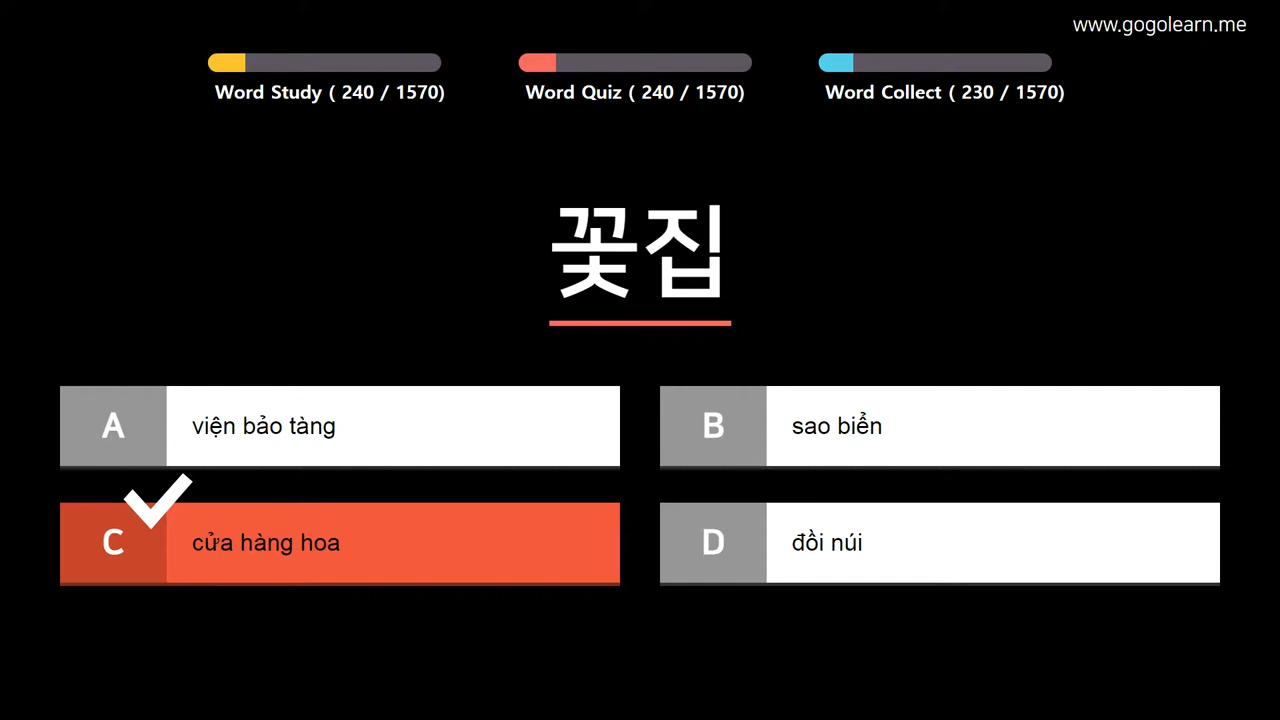 www.gogolearn.me
Word Study ( 240 / 1570)
Word Quiz ( 240 / 1570)
Word Collect ( 230 / 1570)
꽃집
A
viện bảo tàng
B
sao biển
C
cửa hàng hoa
D
đồi núi